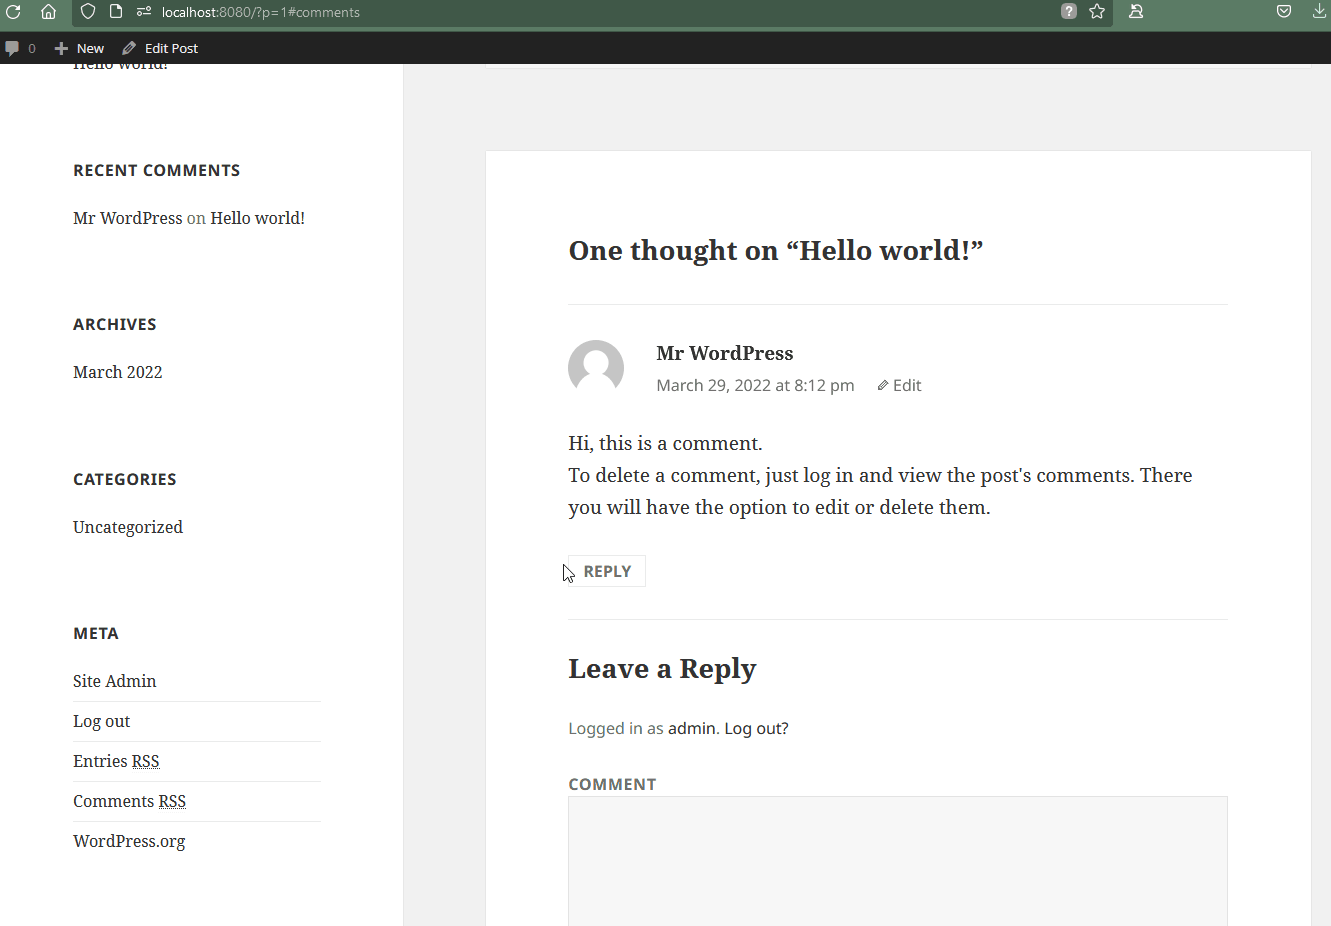 localhost:8080/?p=1#comments
?
0 New Edit Post
Hello world!
RECENT COMMENTS
Mr WordPress on Hello world!
ARCHIVES
March 2022
CATEGORIES
Uncategorized
META
Site Admin
Log out
Entries RSS
Comments RSS
WordPress.org
One thought on “Hello world!”
Mr WordPress
March 29, 2022 at 8:12 pm Edit
Hi, this is a comment.
To delete a comment, just log in and view the post's comments. There
you will have the option to edit or delete them.
REPLY
Leave a Reply
Logged in as admin. Log out?
COMMENT